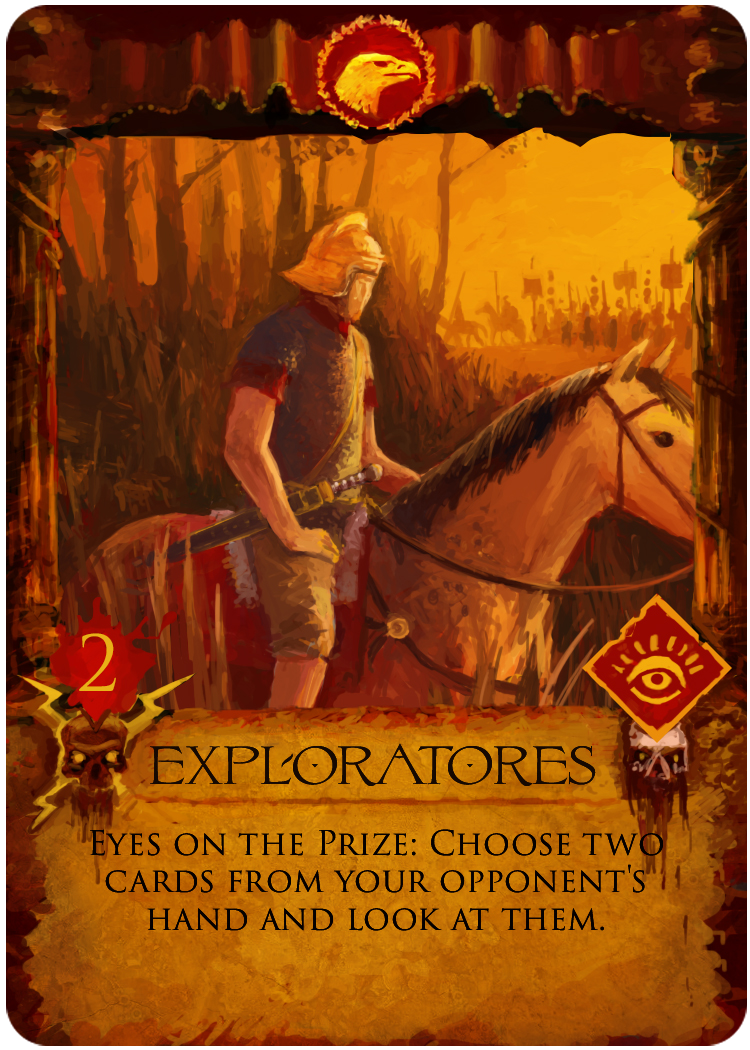 2
EXPLORATORES
EYES ON THE PRIZE: CHOOSE TWO
CARDS FROM YOUR OPPONENT'S
HAND AND LOOK AT THEM.